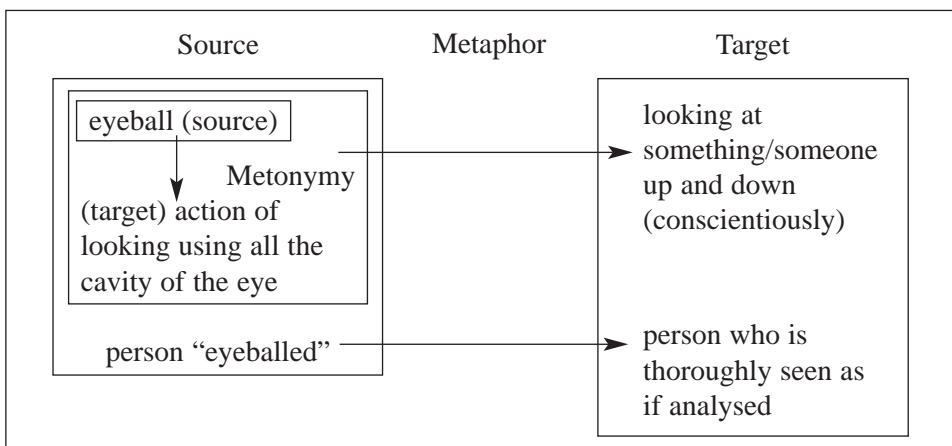 Source Metaphor Target
eyeball (source)
Metonymy
(target) action of
looking using all the
cavity of the eye
person “eyeballed”
looking at
something/someone
up and down
(conscientiously)
person who is
thoroughly seen as
if analysed